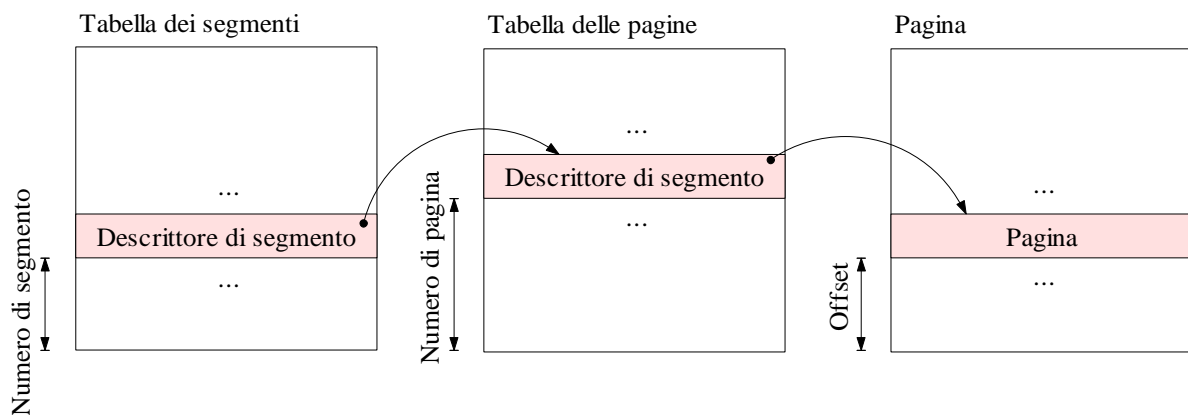 Tabella dei segmenti
Tabella delle pagine
Pagina
...
Descrittore di segmento
...
Numero di segmento
...
Descrittore di segmento
...
Numero di pagina
...
Pagina
...
Offset